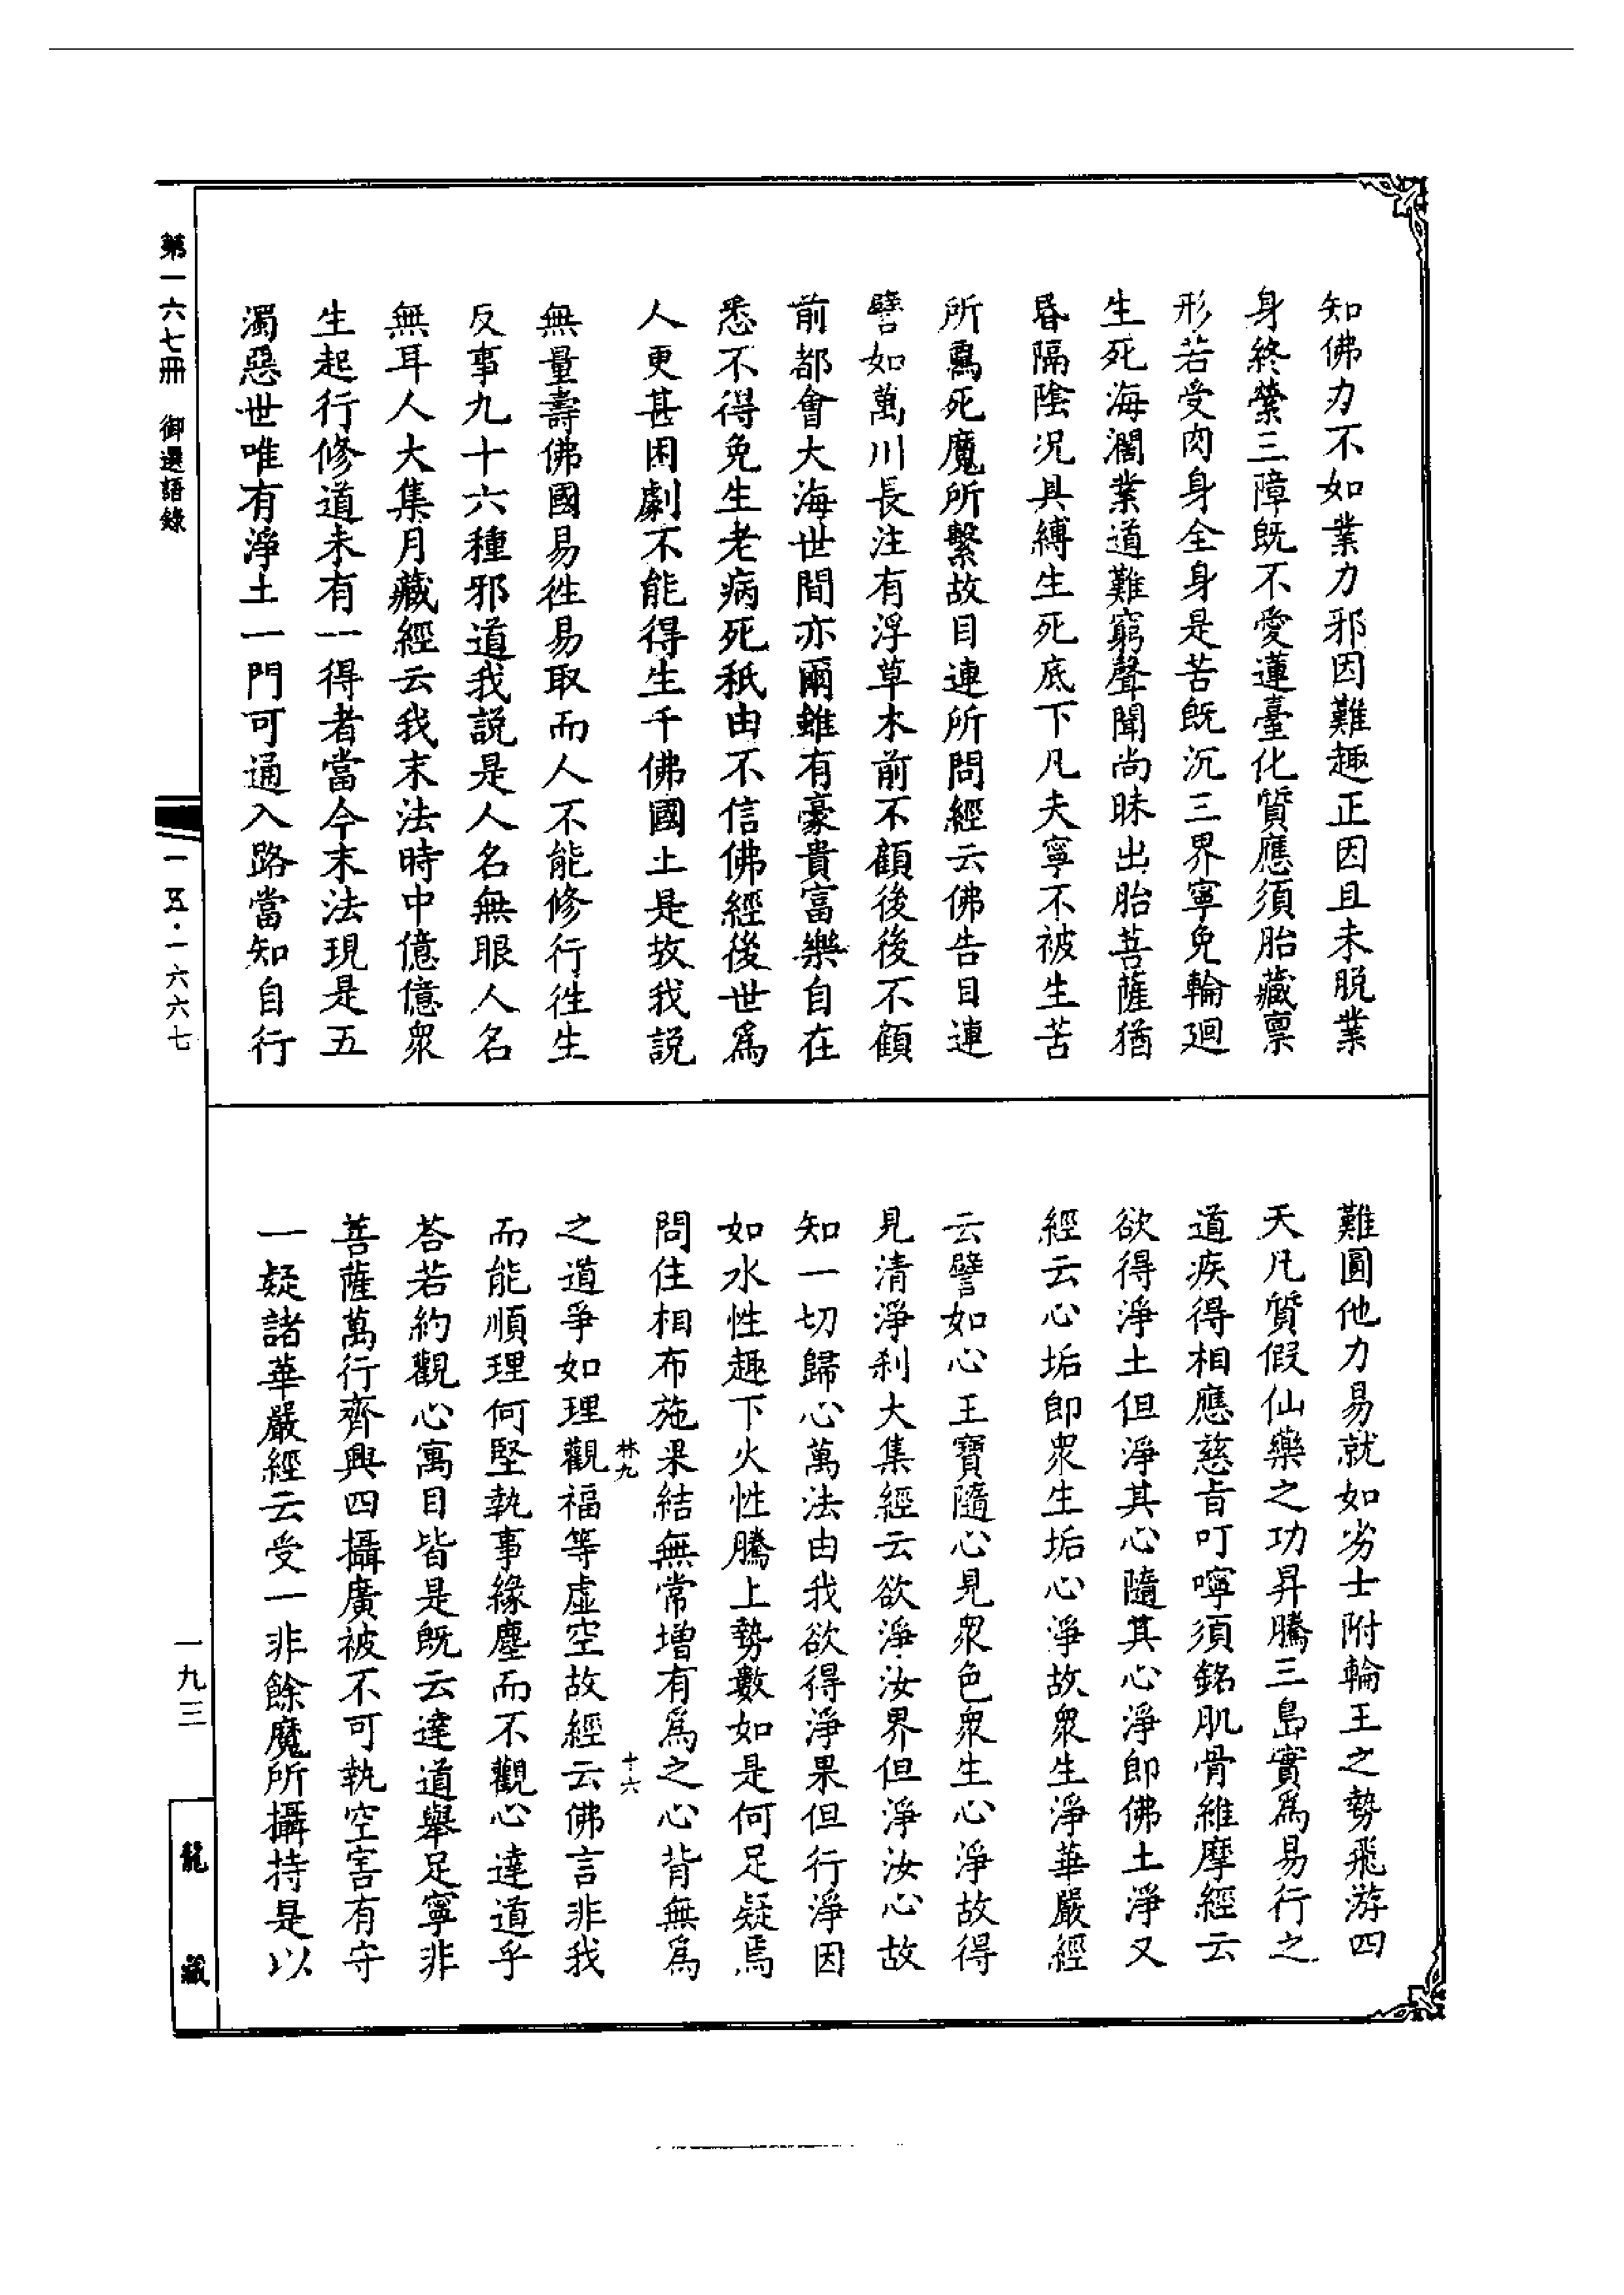 知佛力不如業力邪因難趣正因且未脫業
身終縈三障既不愛蓮臺化質應須胎藏禀
形若受肉身全身是苦既沉三界寧免輪迴
生死海濶業道難窮聲聞尚昧出胎菩薩猶
昏隔陰况具縛生死底下凡夫寧不被生苦
所羈死魔所繫故目連所問經云佛告目連
譬如萬川長注有浮草木前不顧後後不顧
前都會大海世間亦爾雖有豪貴富樂自在
悉不得免生老病死秖由不信佛經後世爲
人更甚困劇不能得生千佛國土是故我説
無量壽佛國易徃易取而人不能修行徃生
反事九十六種邪道我説是人名無眼人名
無耳人大集月藏經云我末法時中億億衆
生起行修道未有一得者當今末法現是五
濁惡世唯有淨土一門可通入路當知自行
難圓他力易就如劣士附輪王之勢飛游四
天凡質假仙藥之功昇騰三島實爲易行之
道疾得相應慈旨叮嚀須銘肌骨維摩經云
欲得淨土但淨其心隨其心淨即佛土淨又
經云心垢即衆生垢心淨故衆生淨華嚴經
云譬如心王寶隨心見衆色衆生心淨故得
見清淨刹大集經云欲淨汝界但淨汝心故
知一切歸心萬法由我欲得淨果但行淨因
如水性趣下火性騰上勢數如是何足疑焉
問住相布施果結無常增有爲之心背無爲
林九
十六
之道爭如理觀福等虛空故經云佛言非我
而能順理何堅執事緣塵而不觀心達道乎
荅若約觀心寓目皆是既云達道舉足寧非
菩薩萬行齊興四攝廣被不可執空害有守
一疑諸華嚴經云受一非餘魔所攝持是以
第一六七冊 御選語錄
一五·一六六七
一九三
龍藏